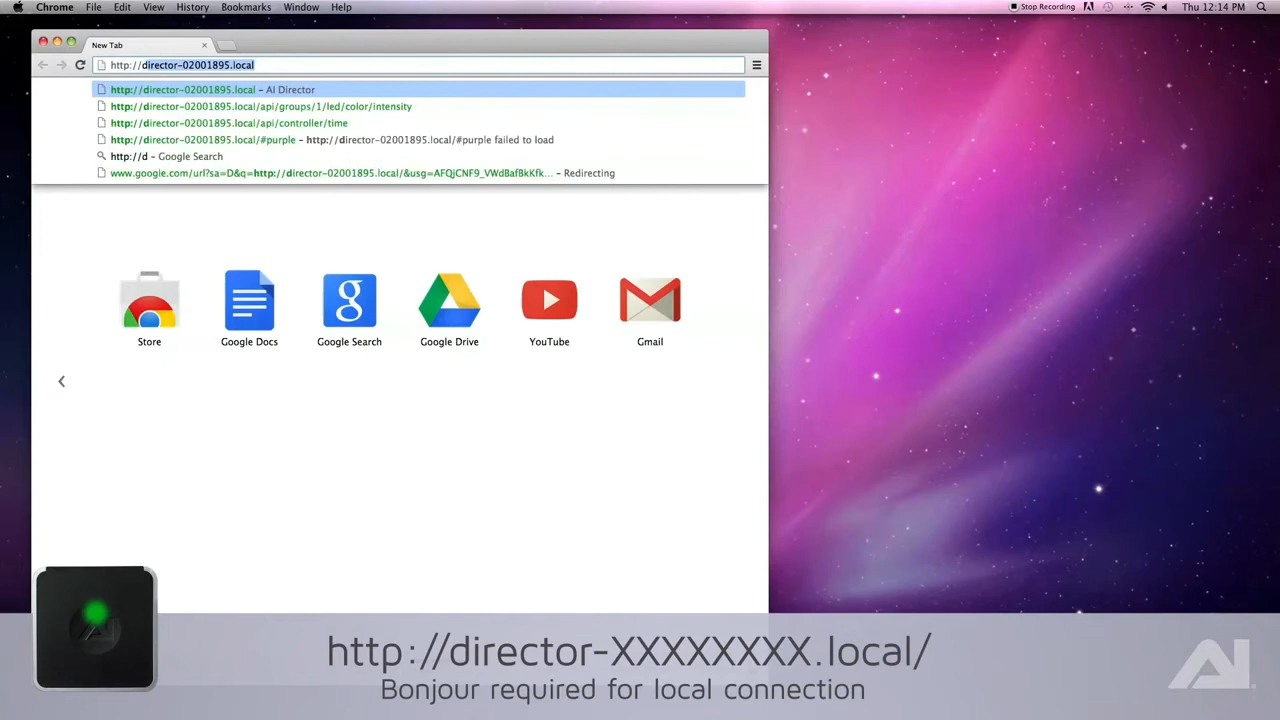 Chrome File Edit View History Bookmarks Window Help
Stop Recording Thu 12:14 PM
New Tab
http://director-02001895.local
http://director-02001895.local – AI Director
http://director-02001895.local/api/groups/1/led/color/intensity
http://director-02001895.local/api/controller/time
http://director-02001895.local/#purple – http://director-02001895.local/#purple failed to load
http://d – Google Search
www.google.com/url?sa=D&q=http://director-02001895.local/&usg=AFQjCNF9_VWdBafBkKfk... – Redirecting
Store Google Docs Google Search Google Drive YouTube Gmail
http://director-XXXXXXXX.local/
Bonjour required for local connection
AI